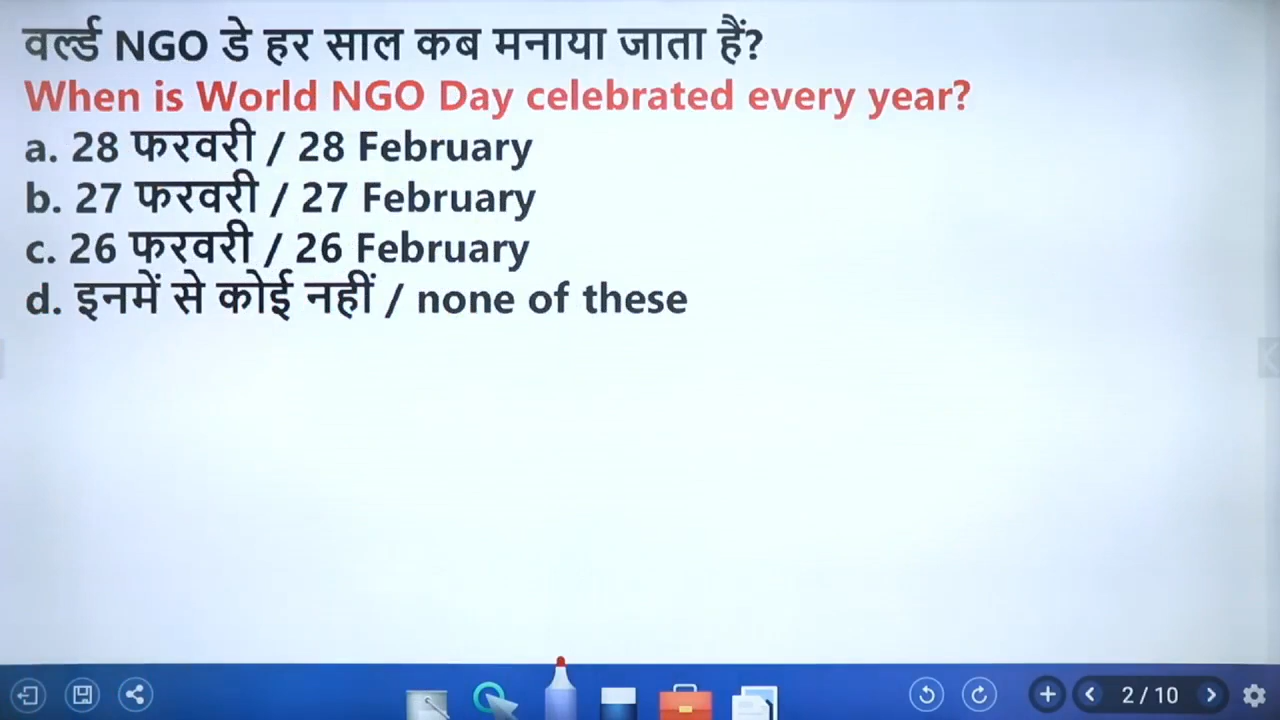 वर्ल्ड NGO डे हर साल कब मनाया जाता हैं?
When is World NGO Day celebrated every year?
a. 28 फरवरी / 28 February
b. 27 फरवरी / 27 February
c. 26 फरवरी / 26 February
d. इनमें से कोई नहीं / none of these
2 / 10